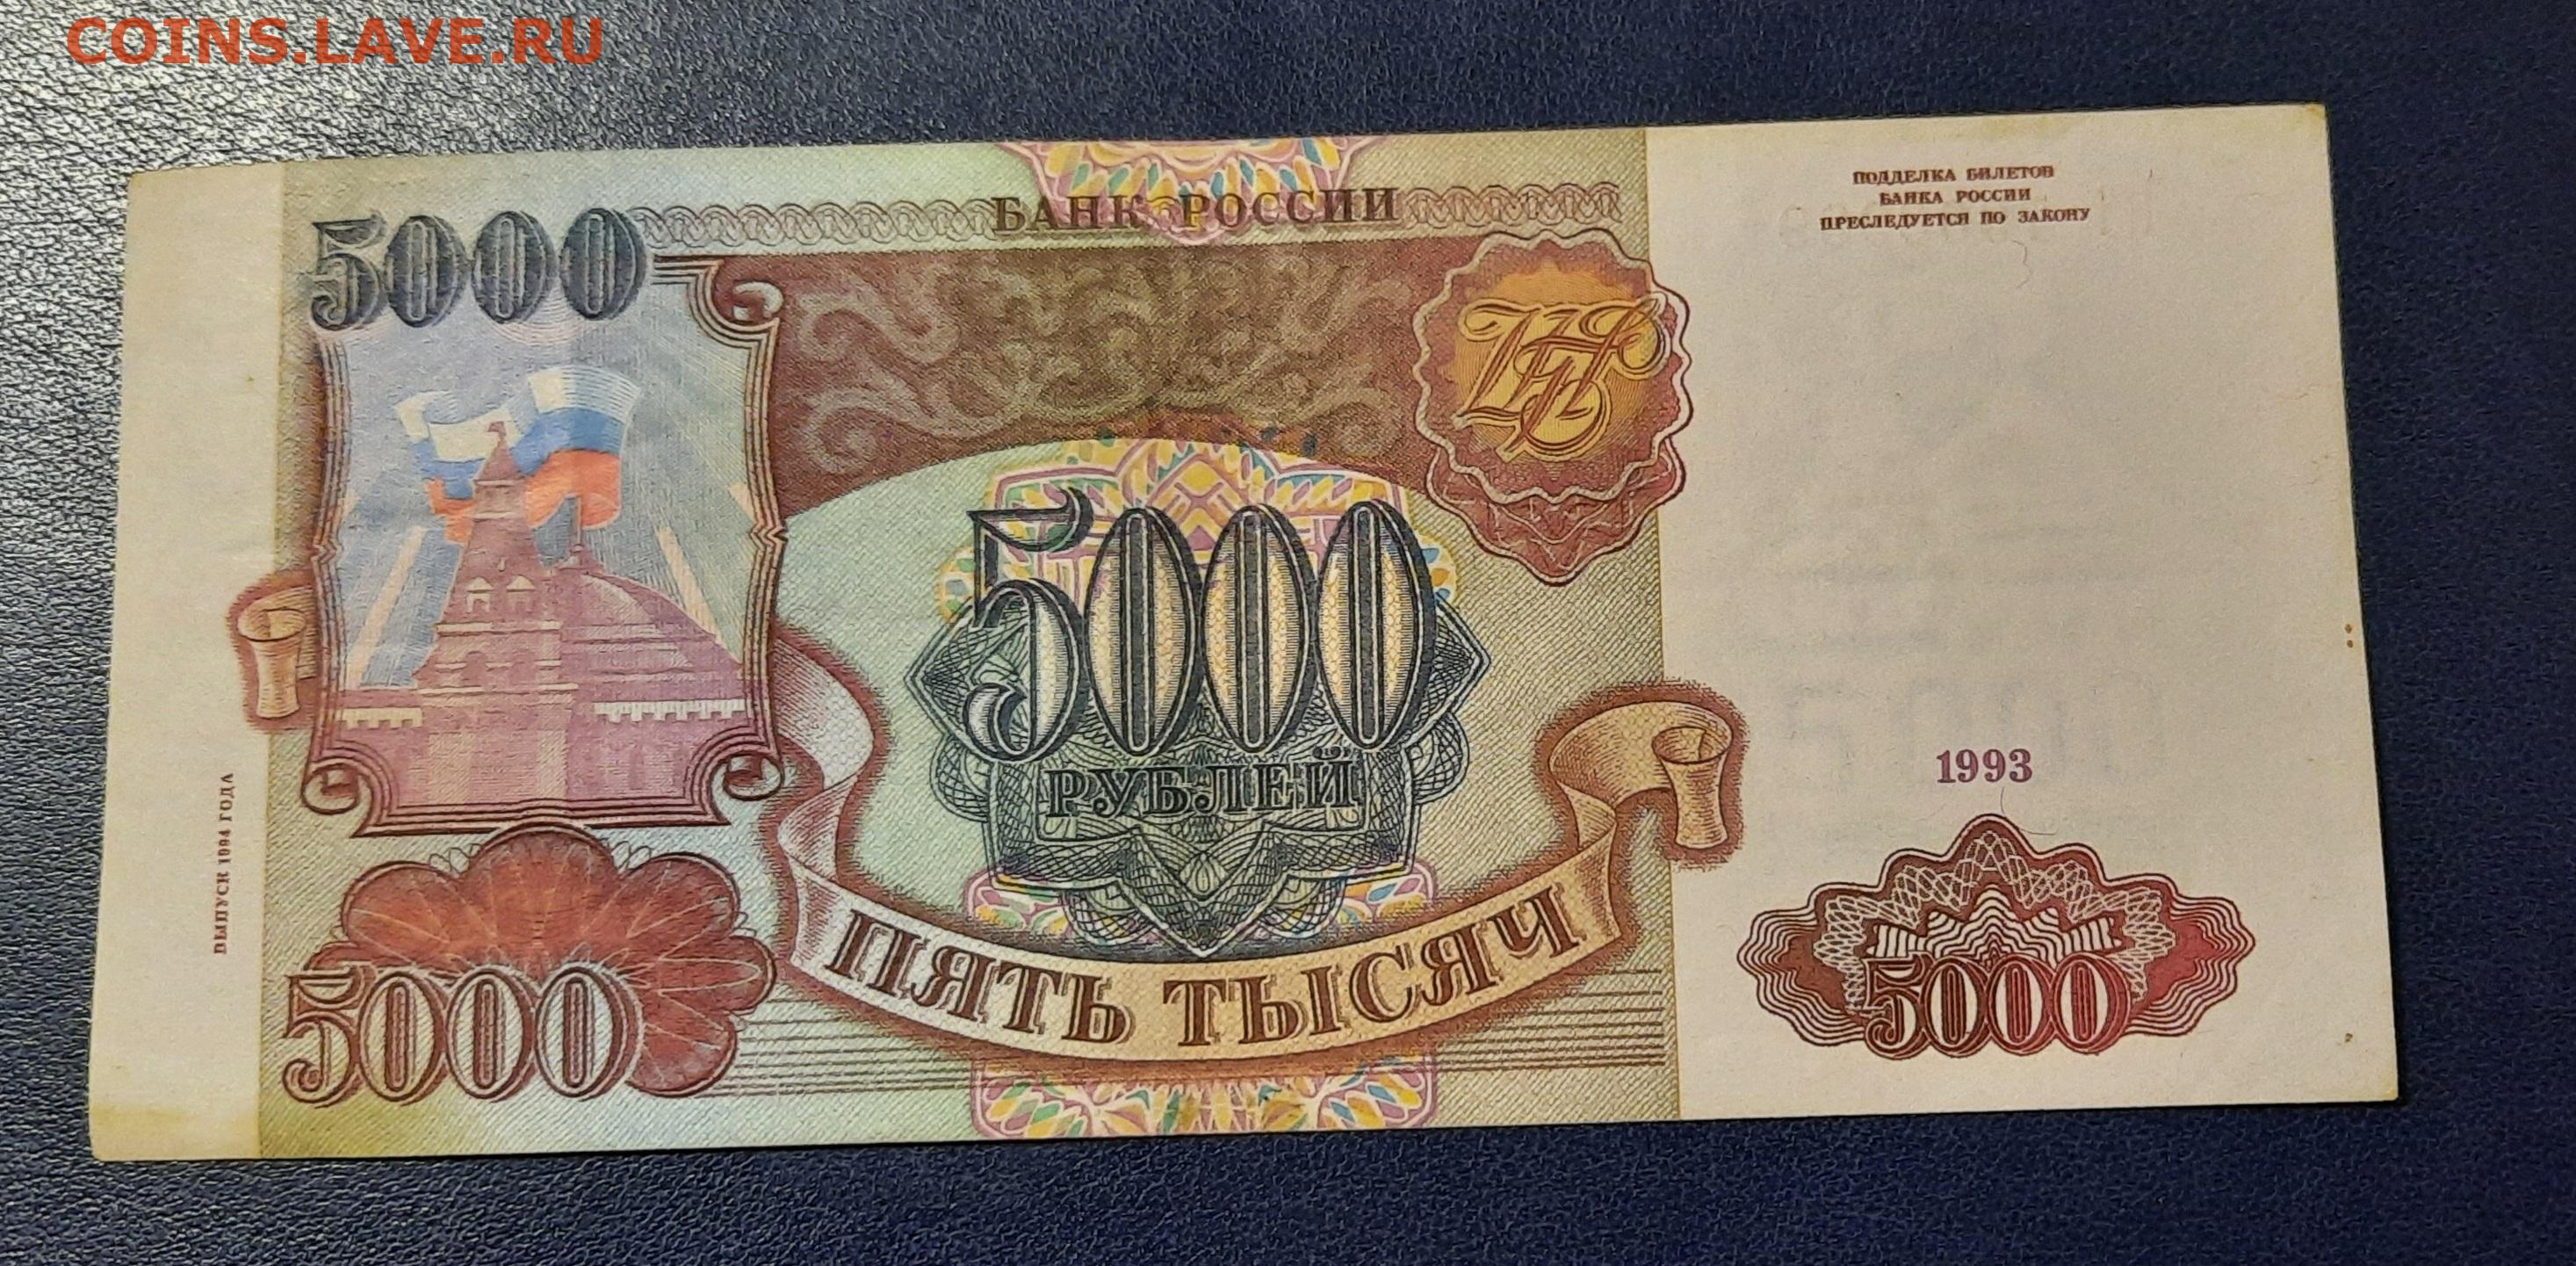 COINS.LAVE.RU
ПОДДЕЛКА БИЛЕТОВ
БАНКА РОССИИ
ПРЕСЛЕДУЕТСЯ ПО ЗАКОНУ
БАНК РОССИИ
5000
5000
РУБЛЕЙ
1993
ВЫПУСК 1994 ГОДА
ПЯТЬ ТЫСЯЧ
5000
5000